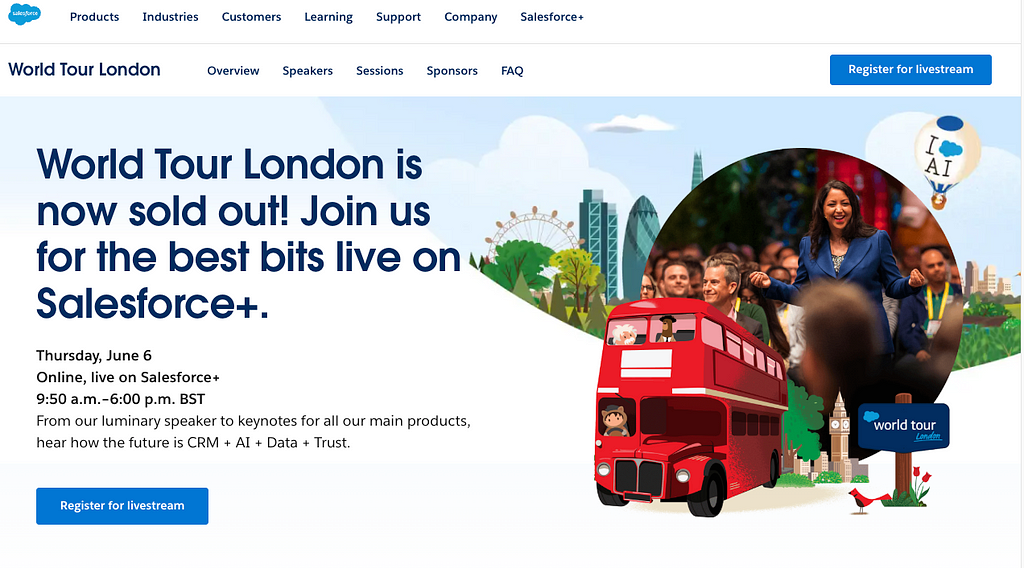 salesforce
Products Industries Customers Learning Support Company Salesforce+
World Tour London Overview Speakers Sessions Sponsors FAQ Register for livestream
World Tour London is
now sold out! Join us
for the best bits live on
Salesforce+.
Thursday, June 6
Online, live on Salesforce+
9:50 a.m.–6:00 p.m. BST
From our luminary speaker to keynotes for all our main products,
hear how the future is CRM + AI + Data + Trust.
Register for livestream
I
AI
world tour
London